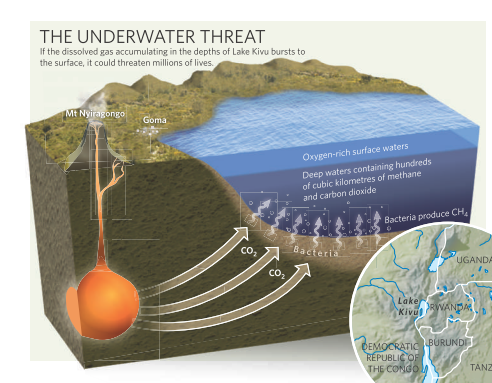 THE UNDERWATER THREAT
If the dissolved gas accumulating in the depths of Lake Kivu bursts to
the surface, it could threaten millions of lives.
Mt Nyiragongo
Goma
Oxygen-rich surface waters
Deep waters containing hundreds
of cubic kilometres of methane
and carbon dioxide
Bacteria produce CH₄
Bacteria
CO₂
CO₂
UGANDA
Lake
Kivu
RWANDA
BURUNDI
DEMOCRATIC
REPUBLIC OF
THE CONGO
TANZ